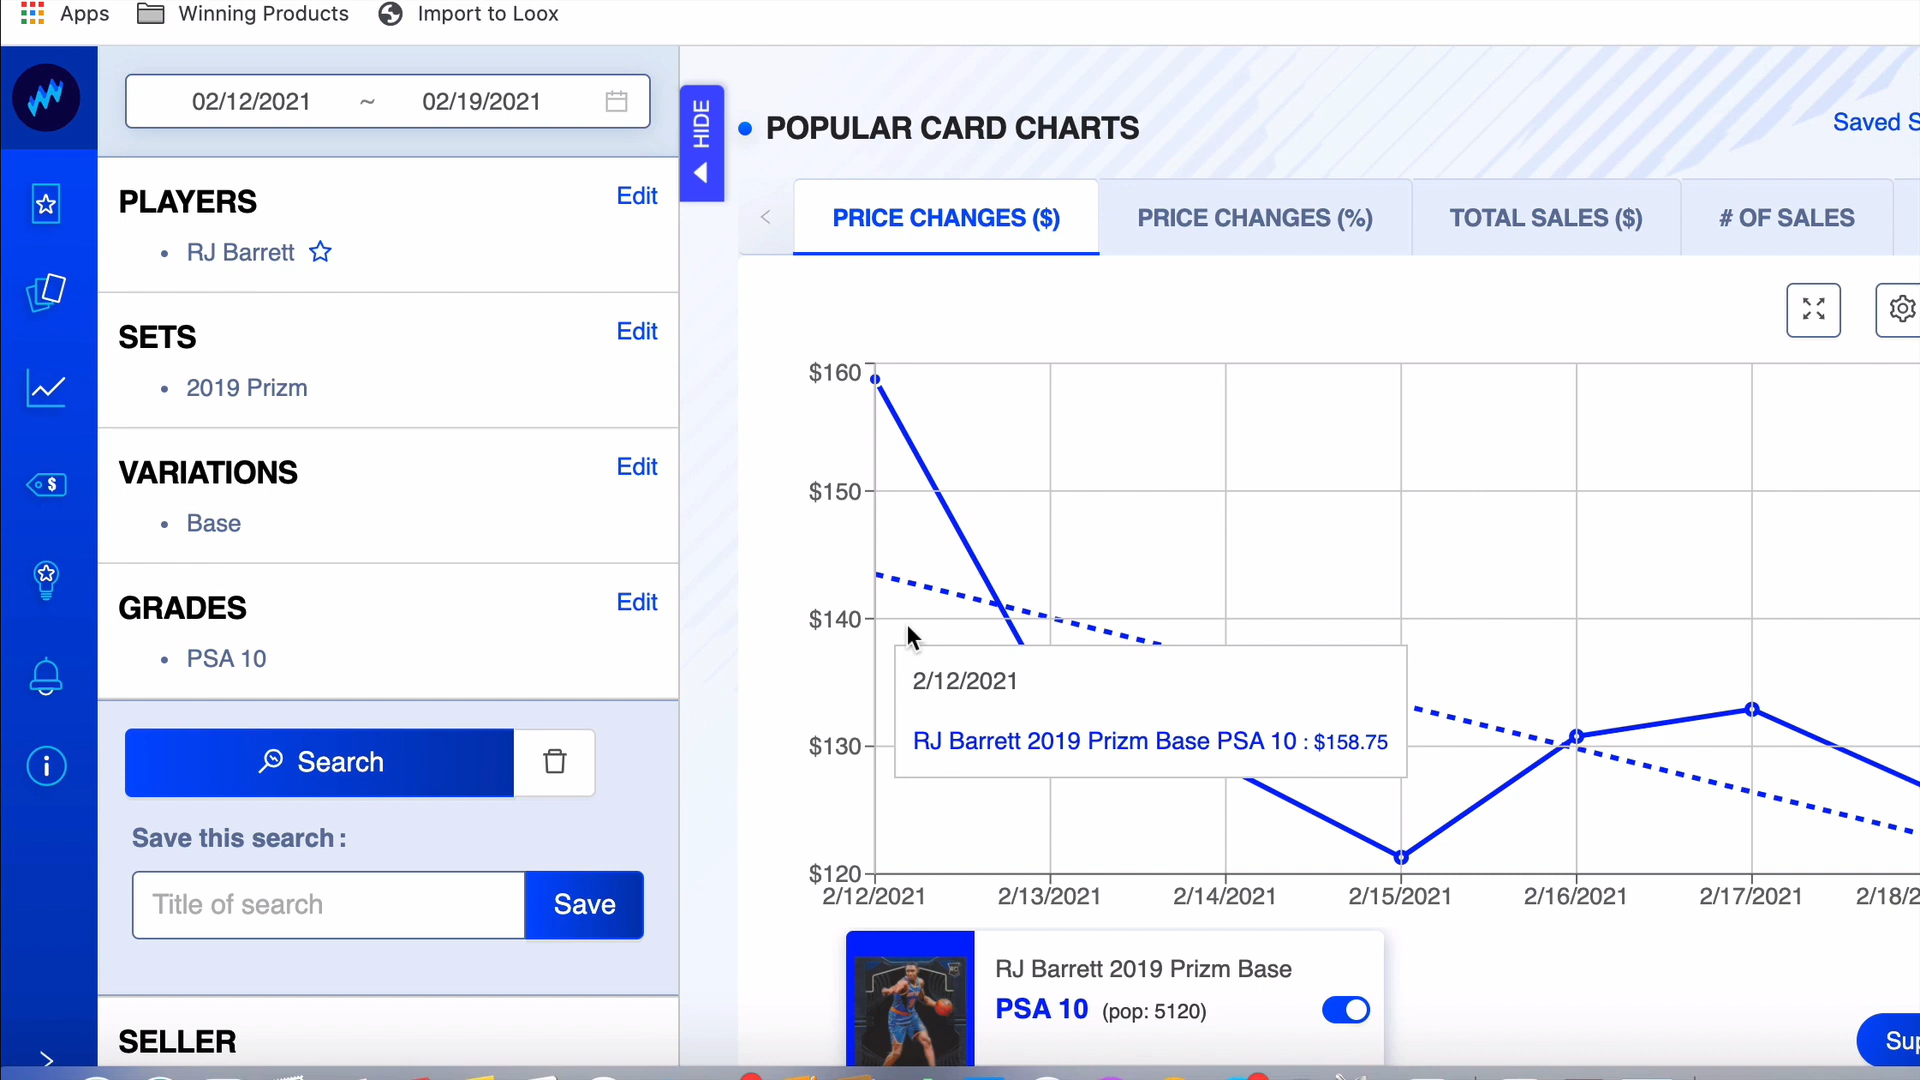 Apps Winning Products Import to Loox
02/12/2021 ~ 02/19/2021
HIDE
POPULAR CARD CHARTS
Saved S
PLAYERS Edit
RJ Barrett
SETS Edit
2019 Prizm
VARIATIONS Edit
Base
GRADES Edit
PSA 10
Search
Save this search :
Title of search Save
SELLER
PRICE CHANGES ($) PRICE CHANGES (%) TOTAL SALES ($) # OF SALES
$160
$150
$140
$130
$120
2/12/2021
RJ Barrett 2019 Prizm Base PSA 10 : $158.75
2/12/2021 2/13/2021 2/14/2021 2/15/2021 2/16/2021 2/17/2021 2/18/2
RJ Barrett 2019 Prizm Base
PSA 10 (pop: 5120)
Sup